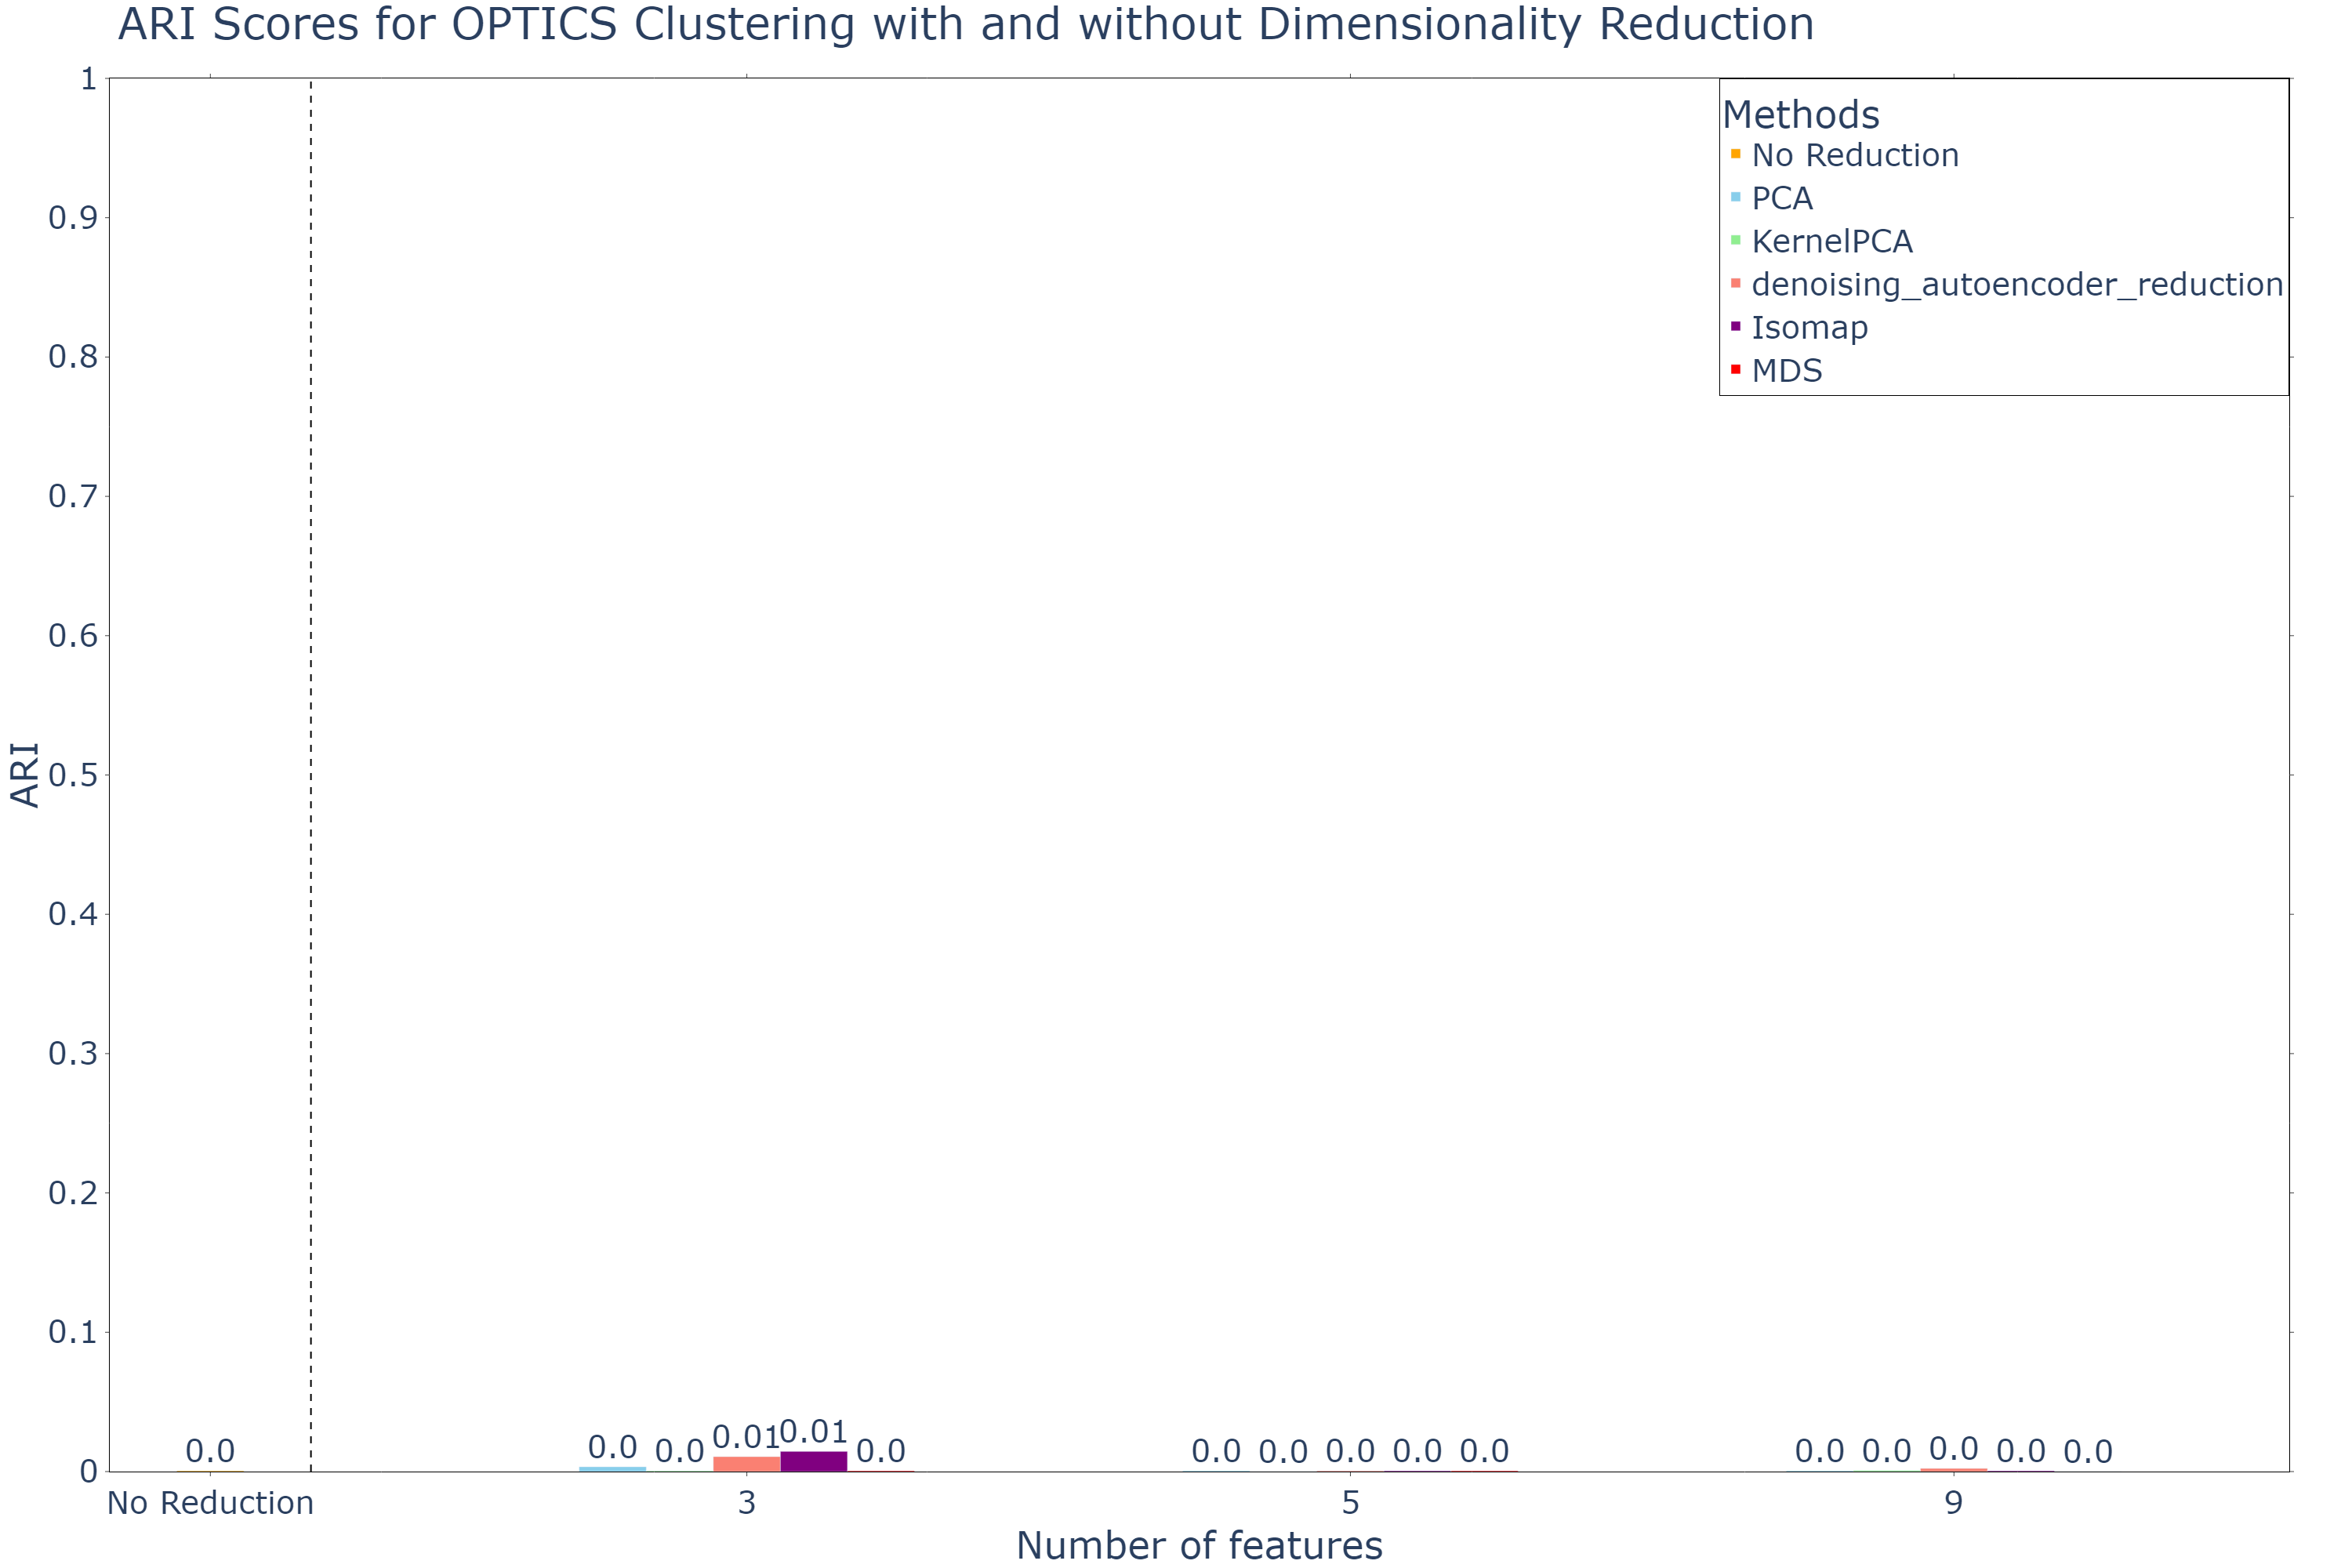 ARI Scores for OPTICS Clustering with and without Dimensionality Reduction
Methods
No Reduction
PCA
KernelPCA
denoising_autoencoder_reduction
Isomap
MDS
ARI
1
0.9
0.8
0.7
0.6
0.5
0.4
0.3
0.2
0.1
0
0.0 0.0 0.0 0.01 0.01 0.0 0.0 0.0 0.0 0.0 0.0 0.0 0.0 0.0 0.0 0.0
No Reduction 3 5 9
Number of features